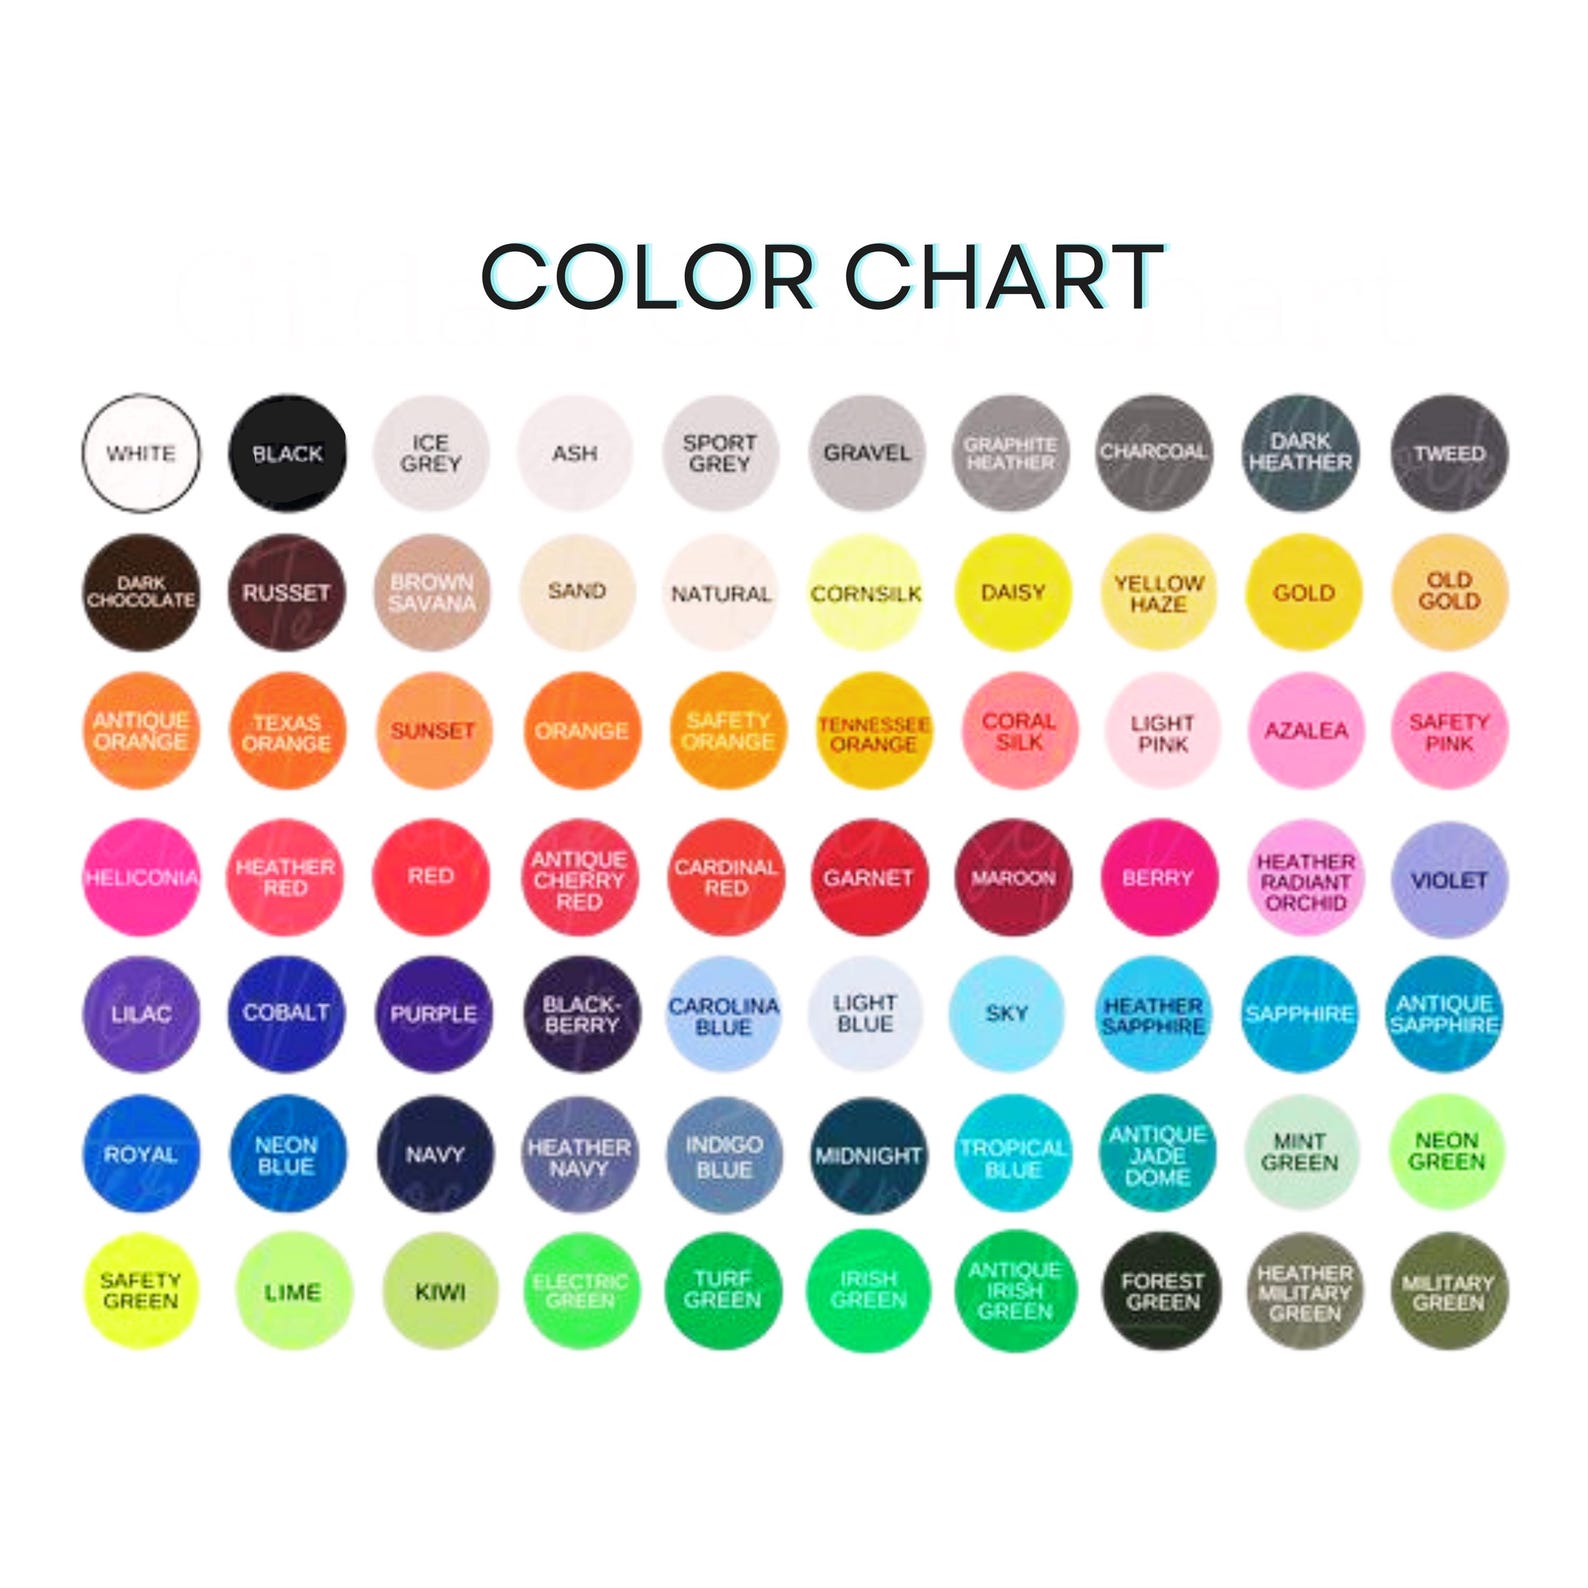 COLOR CHART
WHITE
BLACK
ICE
GREY
ASH
SPORT
GREY
GRAVEL
GRAPHITE
HEATHER
CHARCOAL
DARK
HEATHER
TWEED
DARK
CHOCOLATE
RUSSET
BROWN
SAVANA
SAND
NATURAL
CORNSILK
DAISY
YELLOW
HAZE
GOLD
OLD
GOLD
ANTIQUE
ORANGE
TEXAS
ORANGE
SUNSET
ORANGE
SAFETY
ORANGE
TENNESSEE
ORANGE
CORAL
SILK
LIGHT
PINK
AZALEA
SAFETY
PINK
HELICONIA
HEATHER
RED
RED
ANTIQUE
CHERRY
RED
CARDINAL
RED
GARNET
MAROON
BERRY
HEATHER
RADIANT
ORCHID
VIOLET
LILAC
COBALT
PURPLE
BLACK-
BERRY
CAROLINA
BLUE
LIGHT
BLUE
SKY
HEATHER
SAPPHIRE
SAPPHIRE
ANTIQUE
SAPPHIRE
ROYAL
NEON
BLUE
NAVY
HEATHER
NAVY
INDIGO
BLUE
MIDNIGHT
TROPICAL
BLUE
ANTIQUE
JADE
DOME
MINT
GREEN
NEON
GREEN
SAFETY
GREEN
LIME
KIWI
ELECTRIC
GREEN
TURF
GREEN
IRISH
GREEN
ANTIQUE
IRISH
GREEN
FOREST
GREEN
HEATHER
MILITARY
GREEN
MILITARY
GREEN